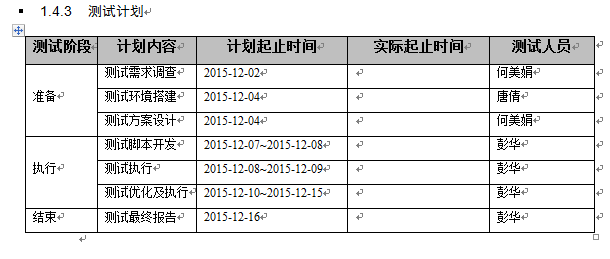 1.4.3 测试计划
测试阶段 计划内容 计划起止时间 实际起止时间 测试人员
准备 测试需求调查 2015-12-02 何美娟
测试环境搭建 2015-12-04 唐倩
测试方案设计 2015-12-04 何美娟
执行 测试脚本开发 2015-12-07~2015-12-08 彭华
测试执行 2015-12-08~2015-12-09 彭华
测试优化及执行 2015-12-10~2015-12-15 彭华
结束 测试最终报告 2015-12-16 彭华